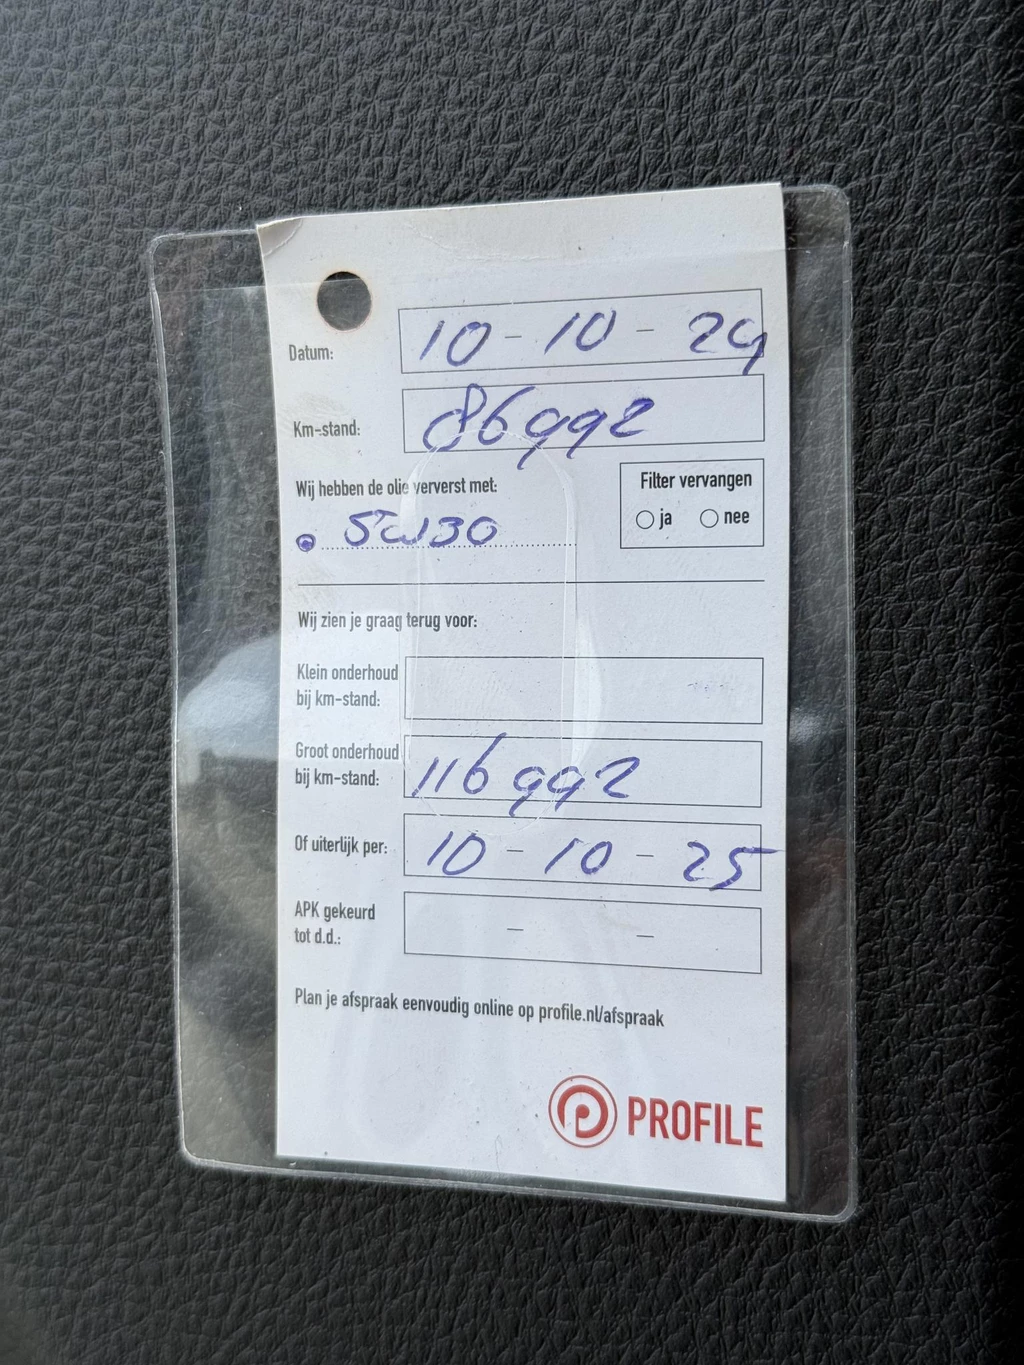 Datum: 10 - 10 - 24
Km-stand: 86992
Wij hebben de olie ververst met:
5W30
Filter vervangen
ja nee
Wij zien je graag terug voor:
Klein onderhoud
bij km-stand:
Groot onderhoud
bij km-stand: 116992
Of uiterlijk per: 10 - 10 - 25
APK gekeurd
tot d.d.: - -
Plan je afspraak eenvoudig online op profile.nl/afspraak
PROFILE